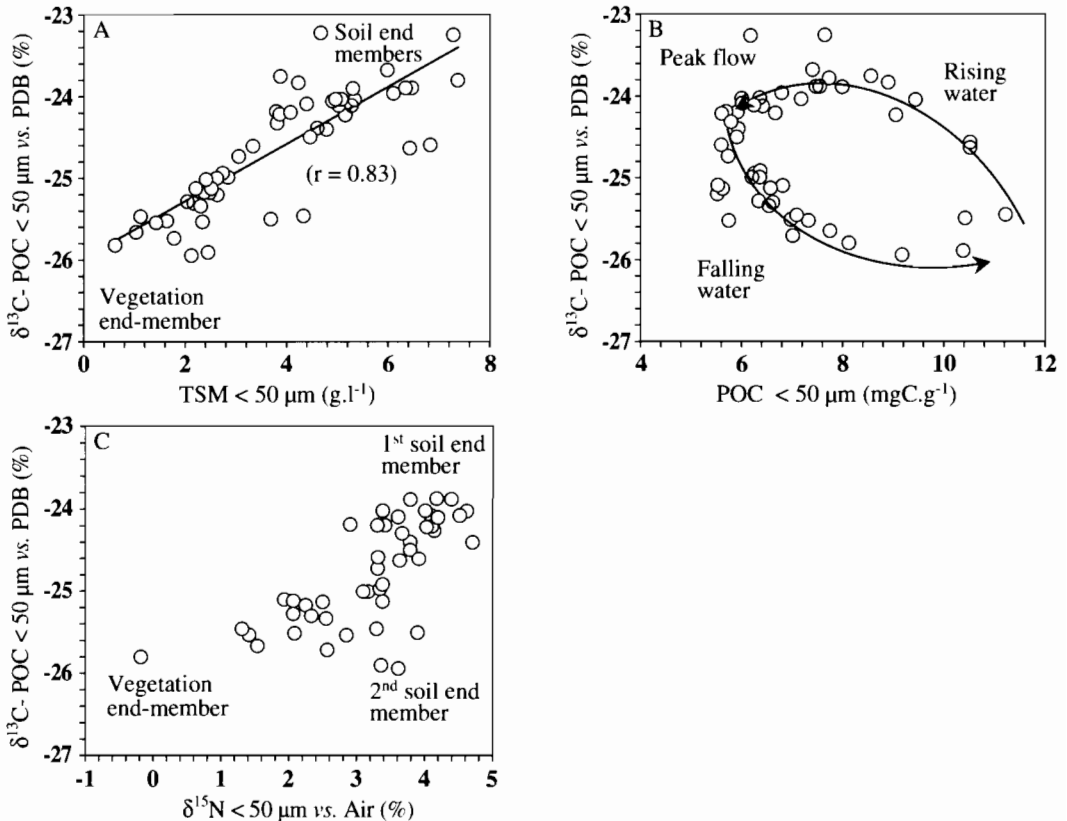 A
Soil end
members
(r = 0.83)
Vegetation
end-member
-23
-24
-25
-26
-27
0 2 4 6 8
δ¹³C- POC < 50 µm vs. PDB (%)
TSM < 50 µm (g.l⁻¹)
B
Peak flow
Rising
water
Falling
water
-23
-24
-25
-26
-27
4 6 8 10 12
δ¹³C- POC < 50 µm vs. PDB (%)
POC < 50 µm (mgC.g⁻¹)
C
1st soil end
member
Vegetation
end-member
2nd soil end
member
-23
-24
-25
-26
-27
-1 0 1 2 3 4 5
δ¹³C- POC < 50 µm vs. PDB (%)
δ¹⁵N < 50 µm vs. Air (%)